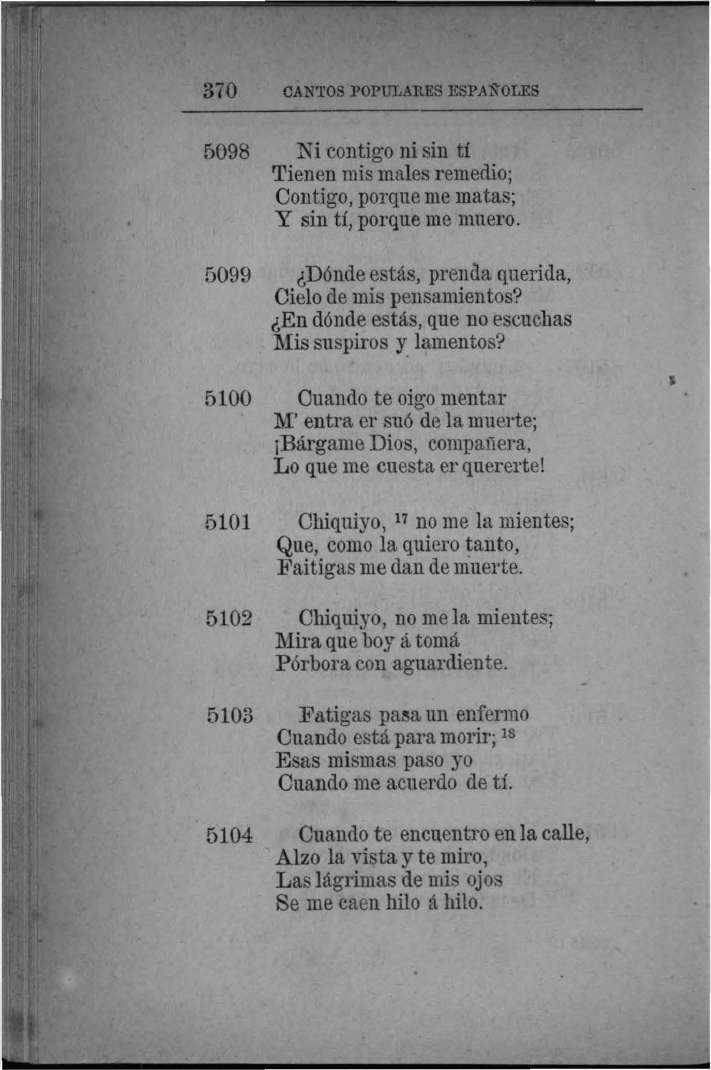 370 CANTOS POPULARES ESPAÑOLES
5098 Ni contigo ni sin tí
Tienen mis males remedio;
Contigo, porque me matas;
Y sin tí, porque me muero.
5099 ¿Dónde estás, prenda querida,
Cielo de mis pensamientos?
¿En dónde estás, que no escuchas
Mis suspiros y lamentos?
5100 Cuando te oigo mentar
M' entra er suó de la muerte;
¡Bárgame Dios, compañera,
Lo que me cuesta er quererte!
5101 Chiquiyo, 17 no me la mientes;
Que, como la quiero tanto,
Faitigas me dan de muerte.
5102 Chiquiyo, no me la mientes;
Mira que boy á tomá
Pórbora con aguardiente.
5103 Fatigas pasa un enfermo
Cuando está para morir; 18
Esas mismas paso yo
Cuando me acuerdo de tí.
5104 Cuando te encuentro en la calle,
Alzo la vista y te miro,
Las lágrimas de mis ojos
Se me caen hilo á hilo.